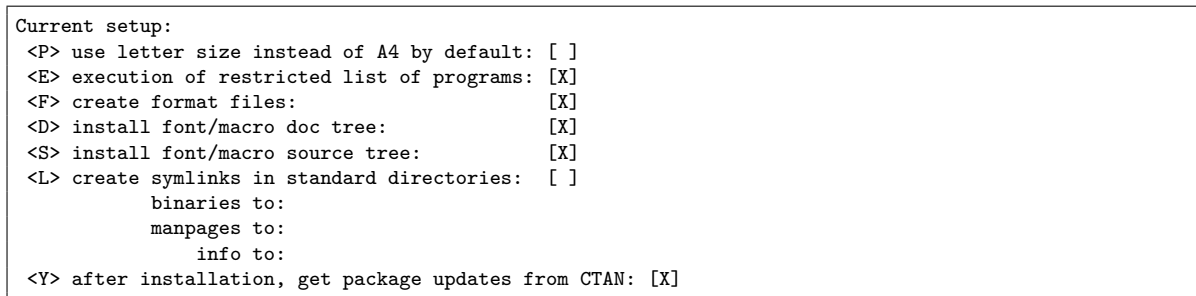 Current setup:
 <P> use letter size instead of A4 by default: [ ]
 <E> execution of restricted list of programs: [X]
 <F> create format files:                      [X]
 <D> install font/macro doc tree:              [X]
 <S> install font/macro source tree:           [X]
 <L> create symlinks in standard directories:  [ ]
            binaries to:
            manpages to:
                info to:
 <Y> after installation, get package updates from CTAN: [X]